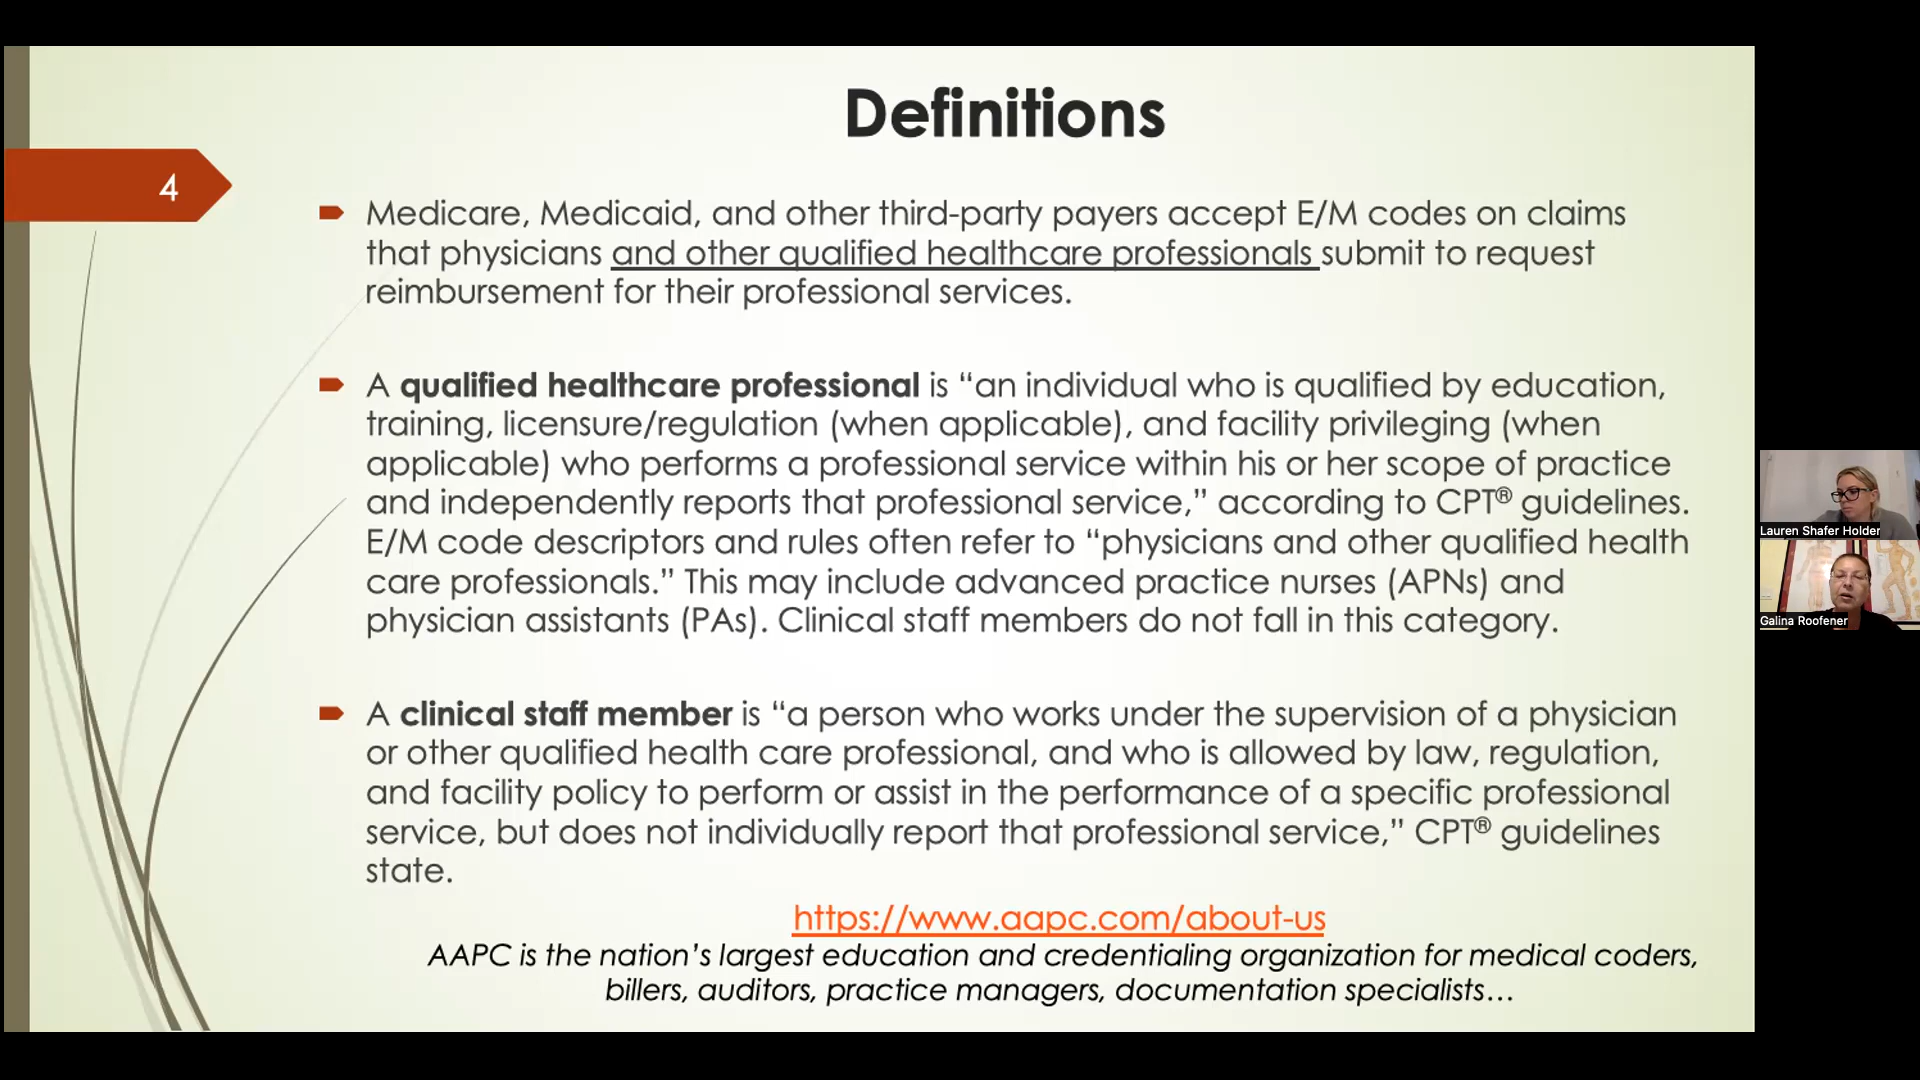 Definitions
4
Medicare, Medicaid, and other third-party payers accept E/M codes on claims
that physicians and other qualified healthcare professionals submit to request
reimbursement for their professional services.
A qualified healthcare professional is “an individual who is qualified by education,
training, licensure/regulation (when applicable), and facility privileging (when
applicable) who performs a professional service within his or her scope of practice
and independently reports that professional service,” according to CPT® guidelines.
E/M code descriptors and rules often refer to “physicians and other qualified health
care professionals.” This may include advanced practice nurses (APNs) and
physician assistants (PAs). Clinical staff members do not fall in this category.
A clinical staff member is “a person who works under the supervision of a physician
or other qualified health care professional, and who is allowed by law, regulation,
and facility policy to perform or assist in the performance of a specific professional
service, but does not individually report that professional service,” CPT® guidelines
state.
https://www.aapc.com/about-us
AAPC is the nation’s largest education and credentialing organization for medical coders,
billers, auditors, practice managers, documentation specialists…
Lauren Shafer Holder
Galina Roofener